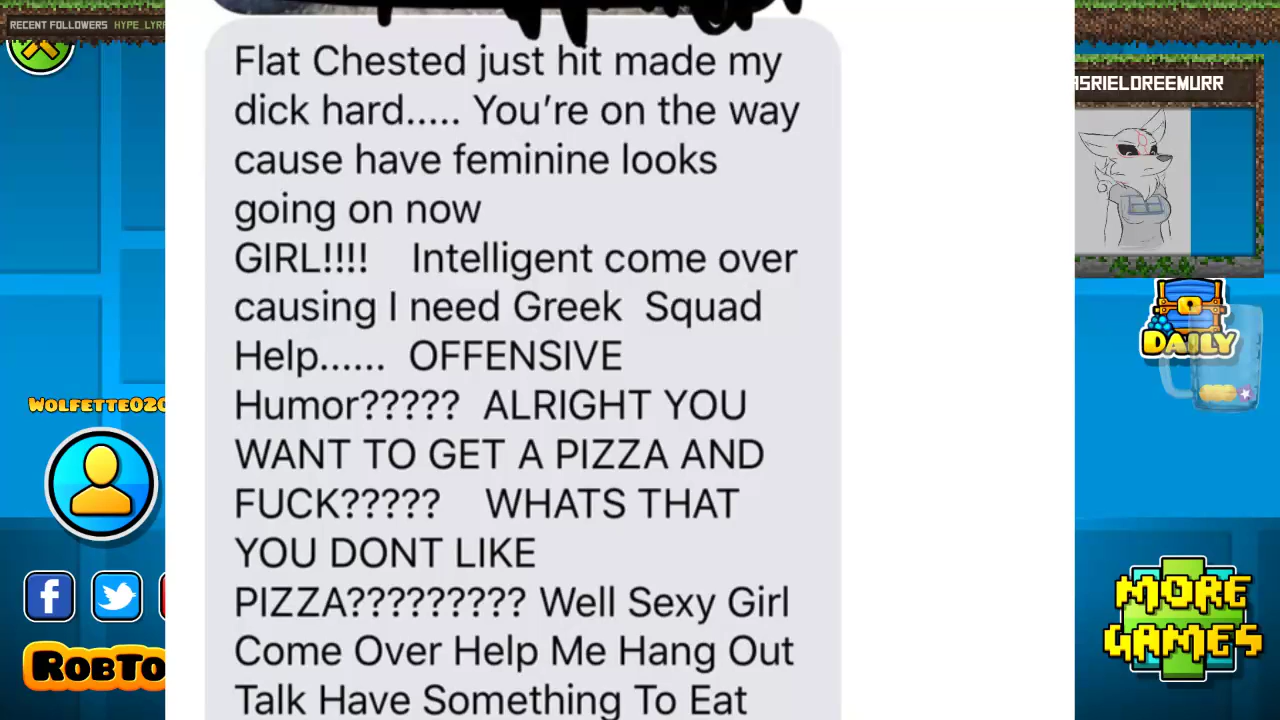 RECENT FOLLOWERS HYPE_LYR
ASRIELDREEMURR
Flat Chested just hit made my
dick hard..... You’re on the way
cause have feminine looks
going on now
GIRL!!!! Intelligent come over
causing I need Greek Squad
Help...... OFFENSIVE
Humor????? ALRIGHT YOU
WANT TO GET A PIZZA AND
FUCK????? WHATS THAT
YOU DONT LIKE
PIZZA????????? Well Sexy Girl
Come Over Help Me Hang Out
Talk Have Something To Eat
DAILY
WOLFETTE020
ROBTO
MORE
GAMES